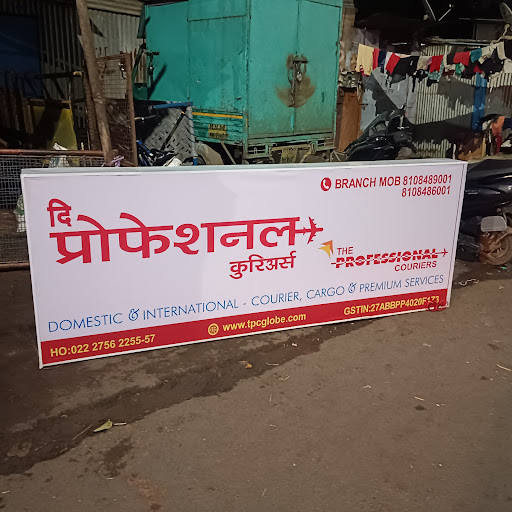 BRANCH MOB 8108489001
8108486001
दि
प्रोफेशनल
कुरिअर्स
THE
PROFESSIONAL
COURIERS
DOMESTIC & INTERNATIONAL - COURIER, CARGO & PREMIUM SERVICES
HO:022 2756 2255-57
www.tpcglobe.com